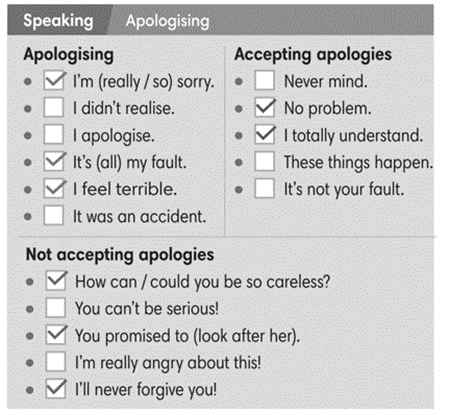 Speaking Apologising
Apologising
I'm (really / so) sorry.
I didn't realise.
I apologise.
It's (all) my fault.
I feel terrible.
It was an accident.
Accepting apologies
Never mind.
No problem.
I totally understand.
These things happen.
It's not your fault.
Not accepting apologies
How can / could you be so careless?
You can't be serious!
You promised to (look after her).
I'm really angry about this!
I'll never forgive you!